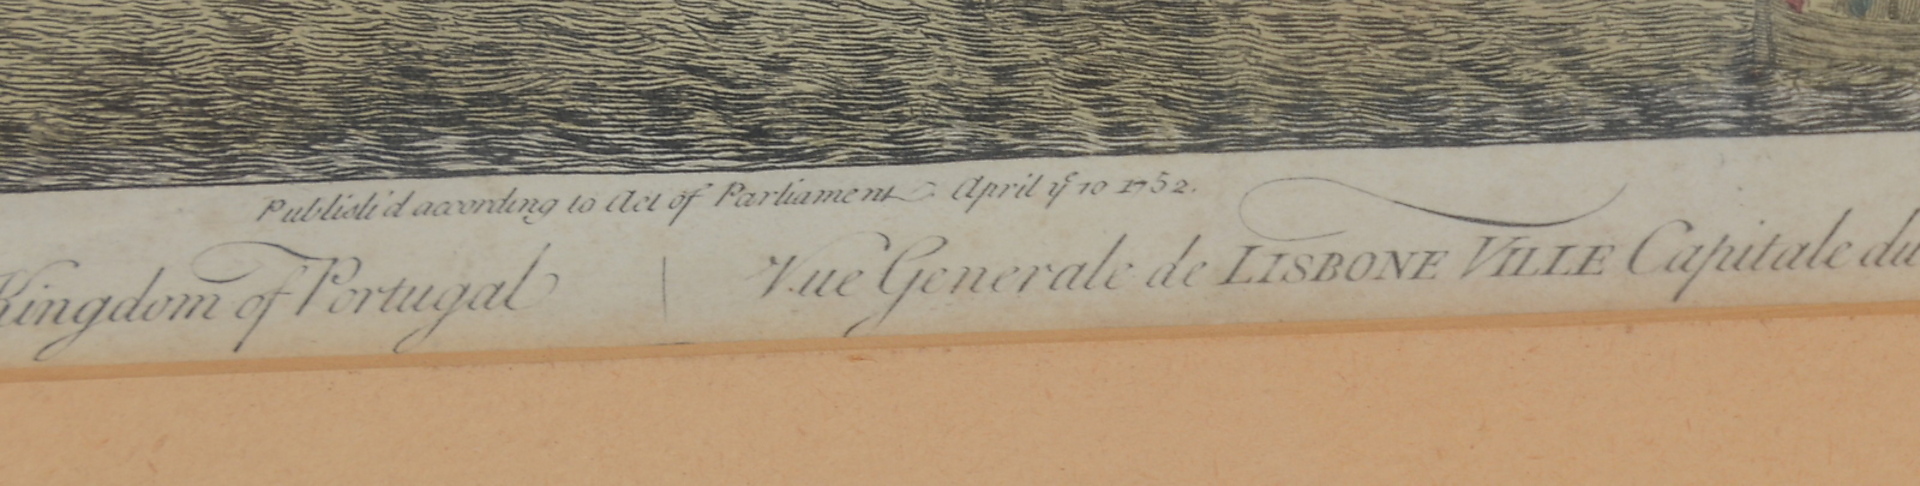 Publish'd according to Act of Parliament April yᵉ 10 1752.
Kingdom of Portugal | Vue Generale de LISBONE VILLE Capitale du